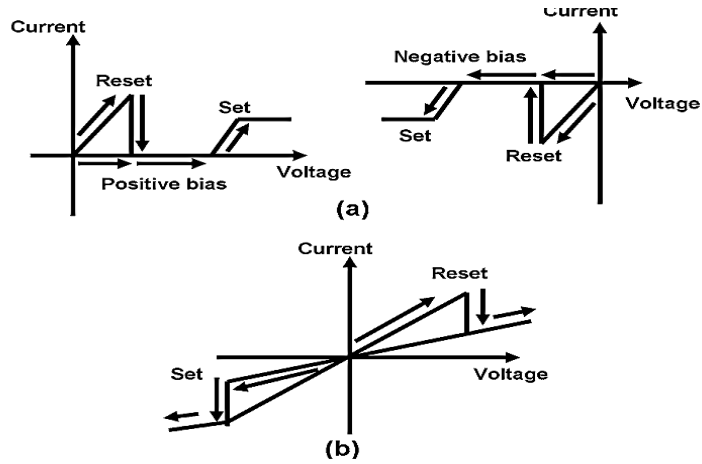 Current
Reset
Set
Positive bias
Voltage
Current
Negative bias
Voltage
Set
Reset
(a)
Current
Reset
Set
Voltage
(b)